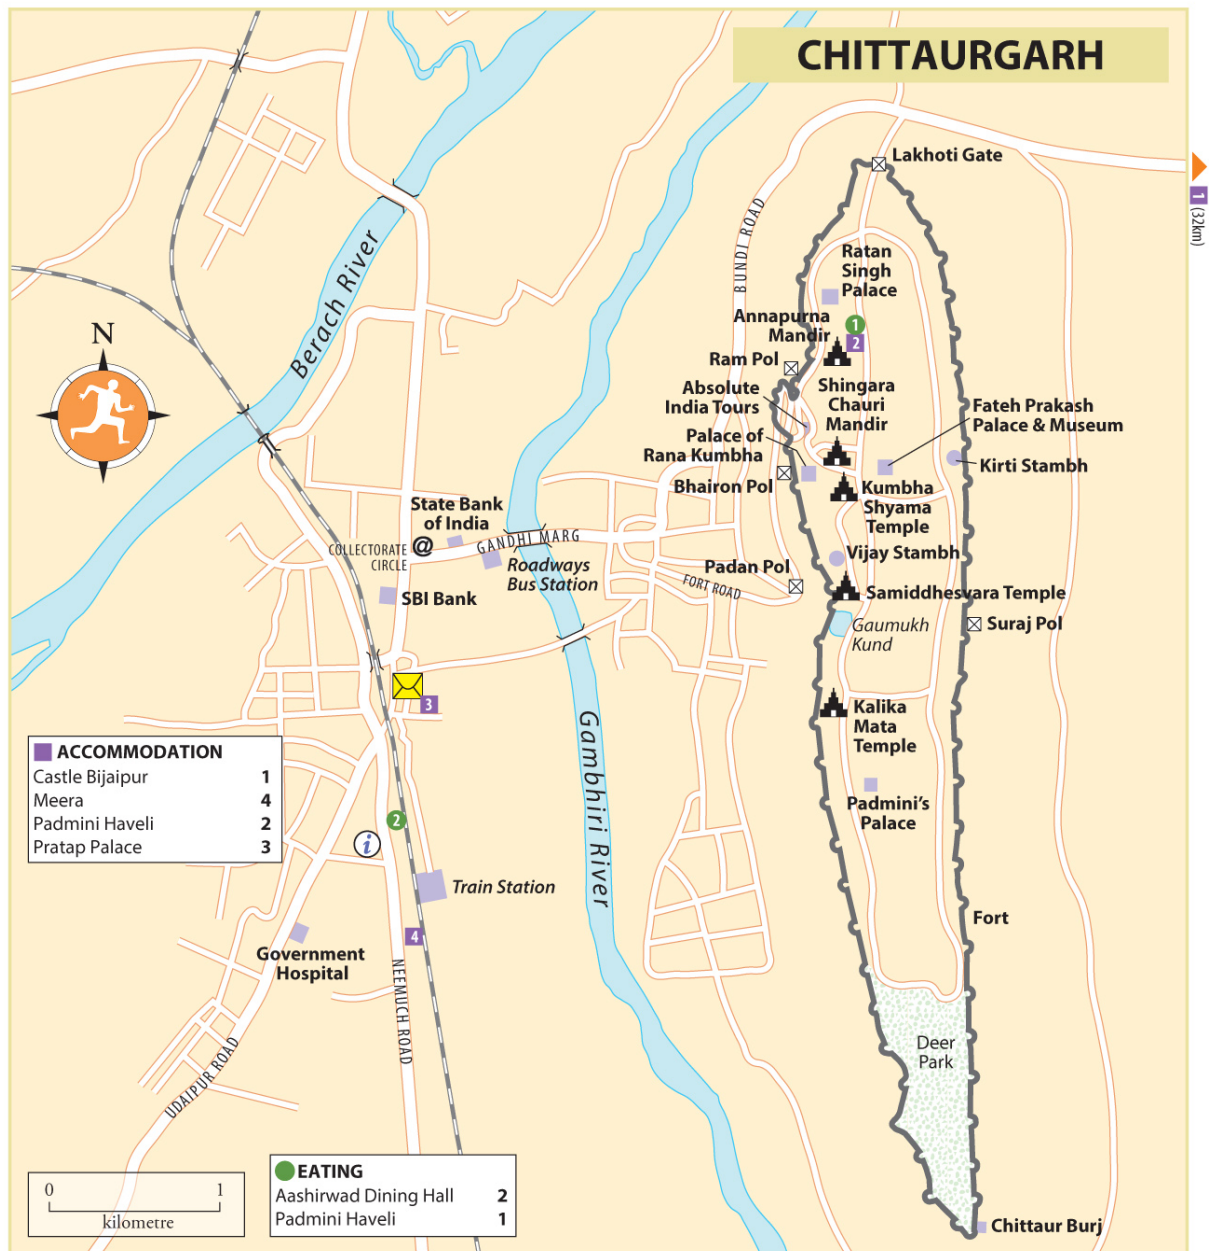 CHITTAURGARH
Lakhoti Gate
1
(32km)
BUNDI ROAD
Berach River
N
Ratan
Singh
Palace
Annapurna
Mandir
1
2
Ram Pol
Absolute
India Tours
Shingara
Chauri
Mandir
Fateh Prakash
Palace & Museum
Palace of
Rana Kumbha
Kirti Stambh
Bhairon Pol
Kumbha
Shyama
Temple
State Bank
of India
COLLECTORATE
CIRCLE
@
GANDHI MARG
Roadways
Bus Station
Vijay Stambh
Padan Pol
FORT ROAD
Samiddhesvara Temple
SBI Bank
Gaumukh
Kund
Suraj Pol
3
Kalika
Mata
Temple
Gambhiri River
ACCOMMODATION
Castle Bijaipur 1
Meera 4
Padmini Haveli 2
Pratap Palace 3
Padmini's
Palace
2
i
Train Station
Fort
4
Government
Hospital
NEEMUCH ROAD
UDAIPUR ROAD
Deer
Park
0 1
kilometre
EATING
Aashirwad Dining Hall 2
Padmini Haveli 1
Chittaur Burj